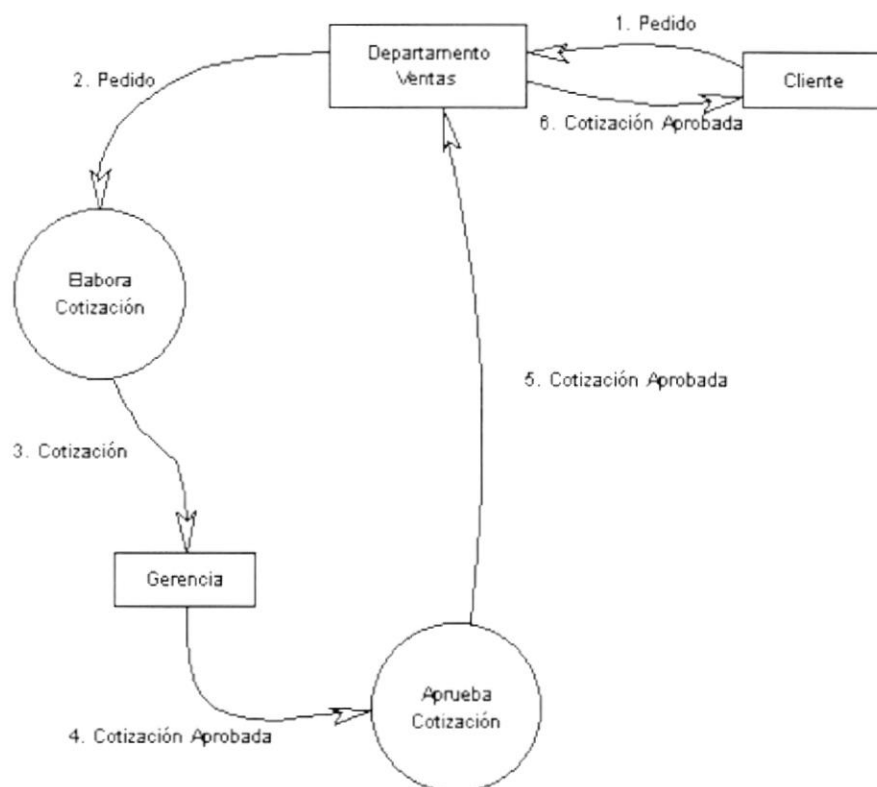 1. Pedido
Departamento
Ventas
Cliente
2. Pedido
6. Cotización Aprobada
Elabora
Cotización
5. Cotización Aprobada
3. Cotización
Gerencia
Aprueba
Cotización
4. Cotización Aprobada